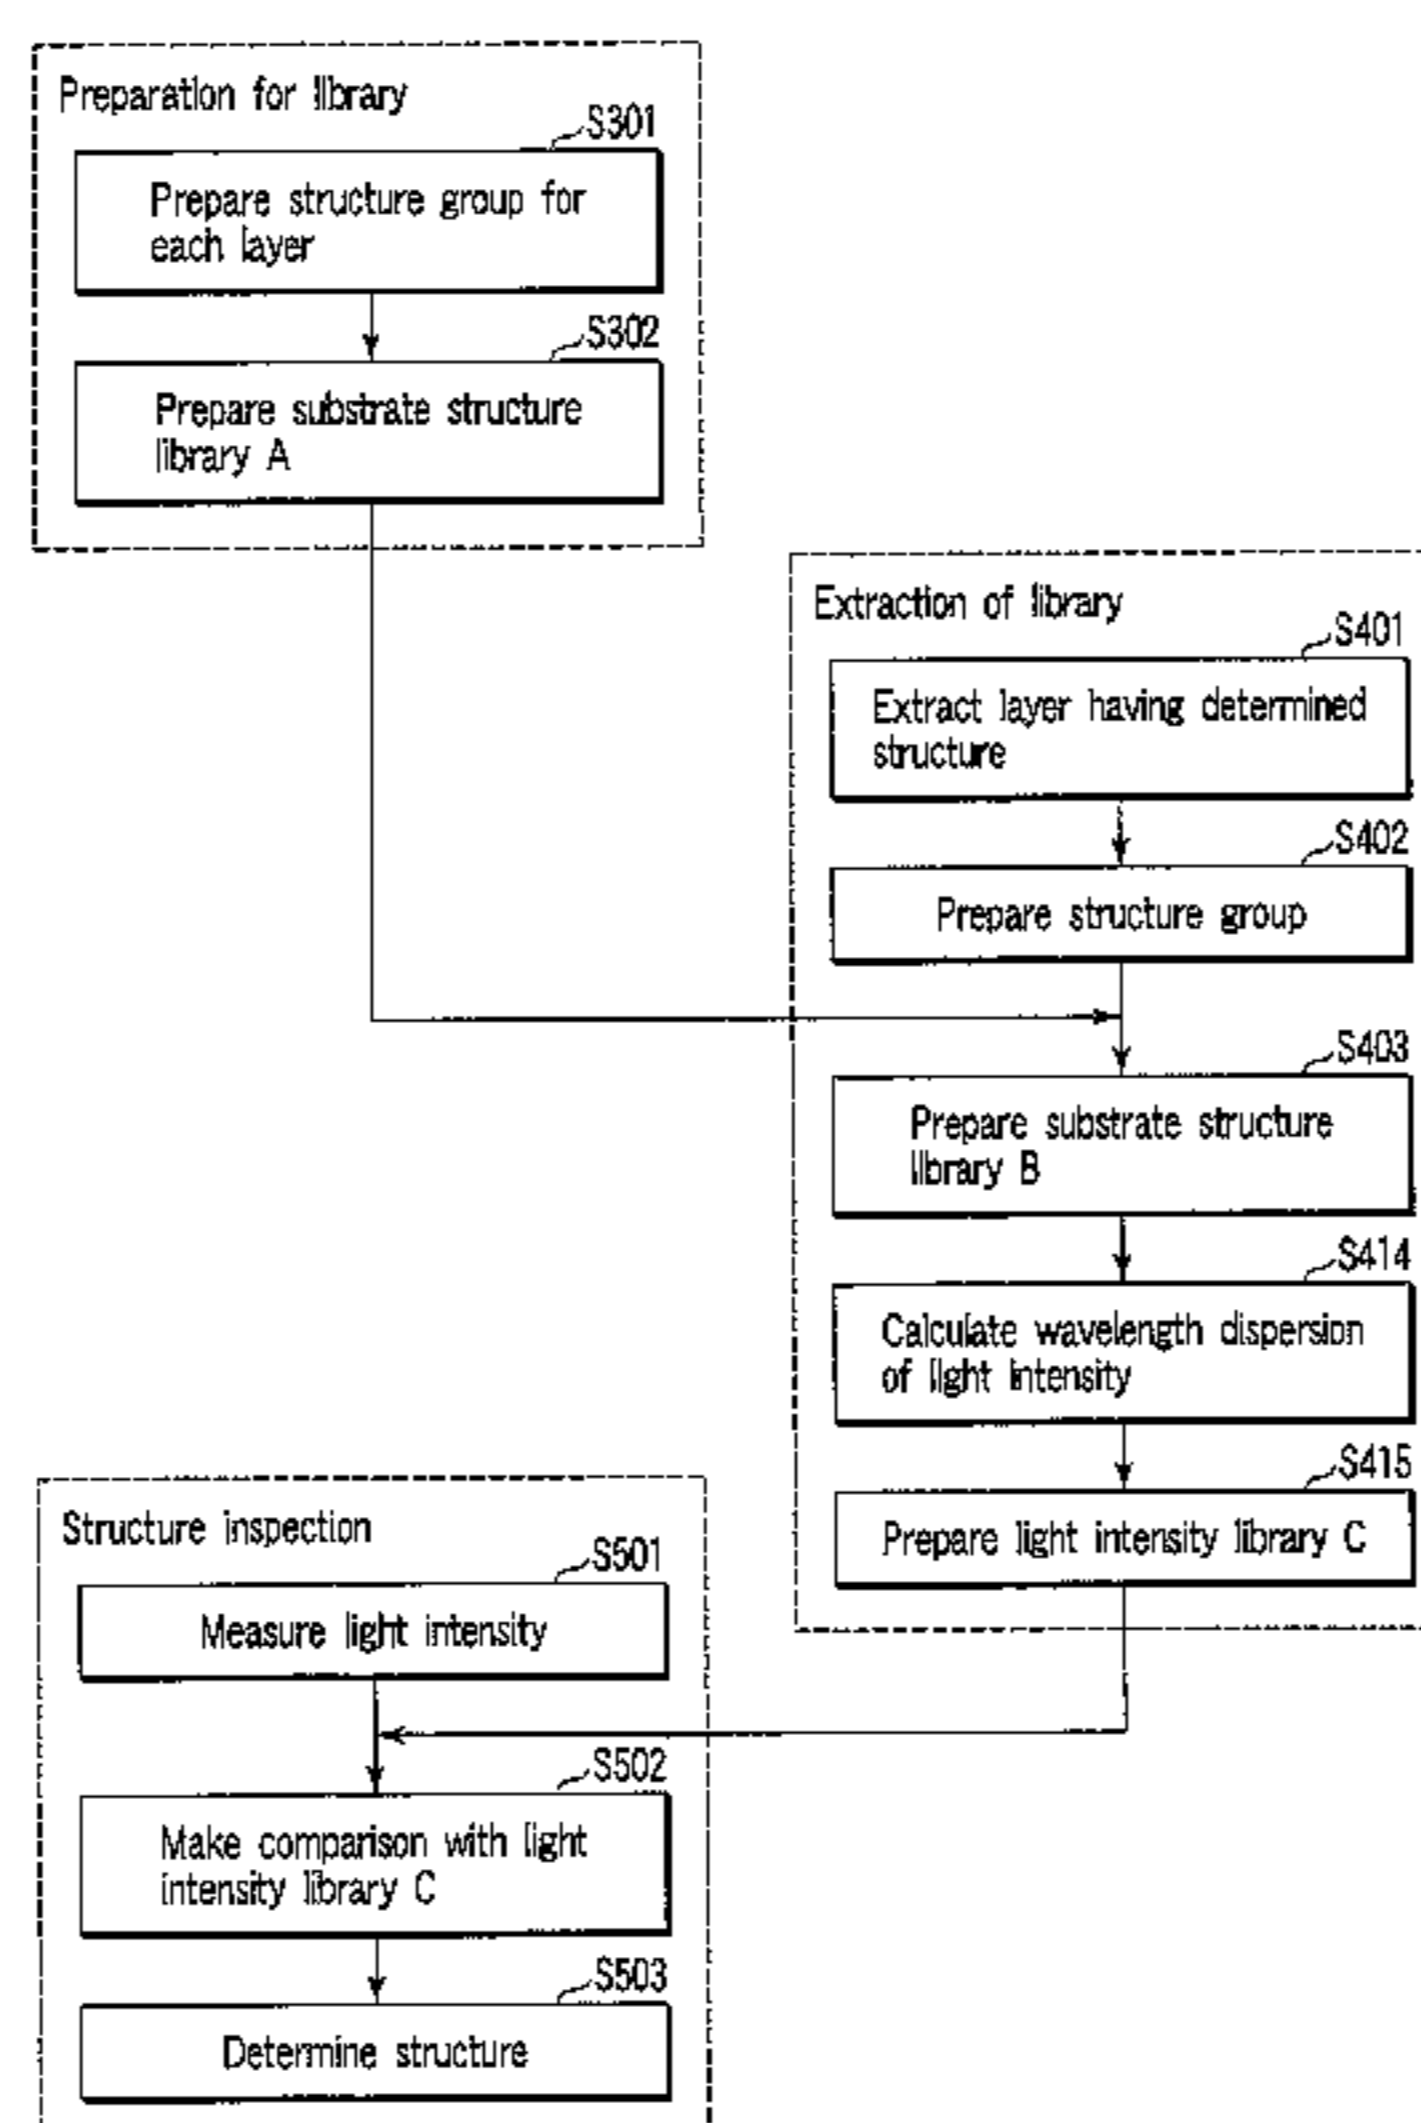 Preparation for library
S301
Prepare structure group for
each layer
S302
Prepare substrate structure
library A
Extraction of library
S401
Extract layer having determined
structure
S402
Prepare structure group
S403
Prepare substrate structure
library B
S414
Calculate wavelength dispersion
of light intensity
S415
Prepare light intensity library C
Structure inspection
S501
Measure light intensity
S502
Make comparison with light
intensity library C
S503
Determine structure